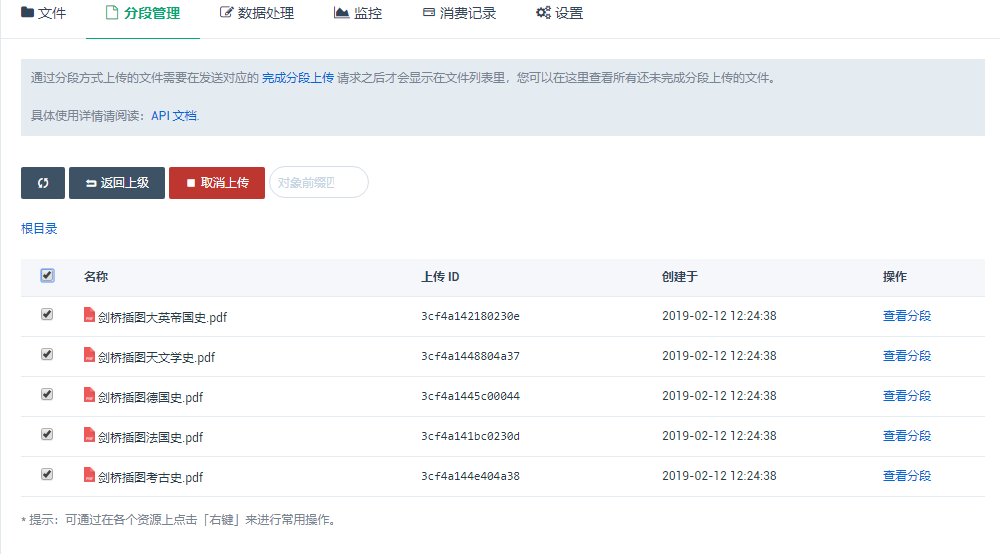 文件 分段管理 数据处理 监控 消费记录 设置
通过分段方式上传的文件需要在发送对应的 完成分段上传 请求之后才会显示在文件列表里，您可以在这里查看所有还未完成分段上传的文件。
具体使用详情请阅读：API 文档.
返回上级 取消上传 对象前缀匹
根目录
名称 上传 ID 创建于 操作
剑桥插图大英帝国史.pdf 3cf4a142180230e 2019-02-12 12:24:38 查看分段
剑桥插图天文学史.pdf 3cf4a1448804a37 2019-02-12 12:24:38 查看分段
剑桥插图德国史.pdf 3cf4a1445c00044 2019-02-12 12:24:38 查看分段
剑桥插图法国史.pdf 3cf4a141bc0230d 2019-02-12 12:24:38 查看分段
剑桥插图考古史.pdf 3cf4a144e404a38 2019-02-12 12:24:38 查看分段
* 提示：可通过在各个资源上点击「右键」来进行常用操作。